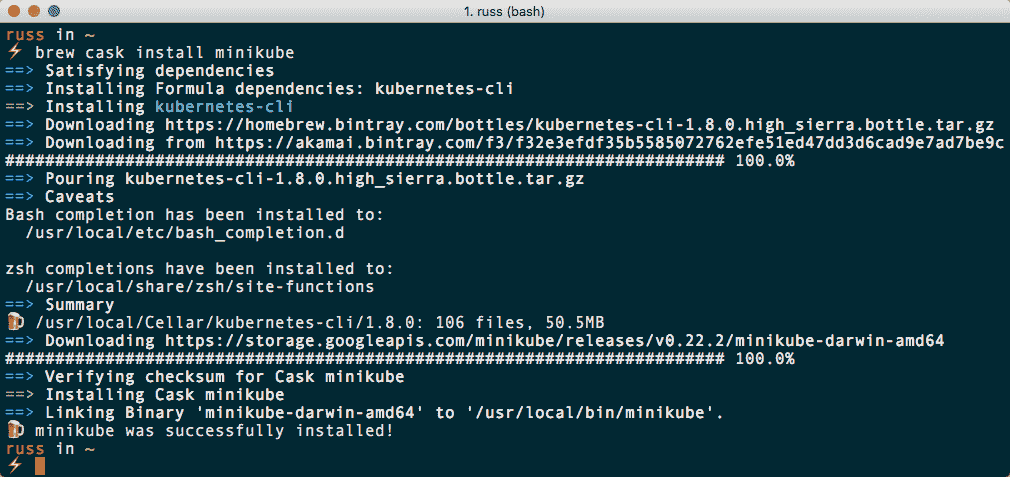 1. russ (bash)
russ in ~
⚡ brew cask install minikube
==> Satisfying dependencies
==> Installing Formula dependencies: kubernetes-cli
==> Installing kubernetes-cli
==> Downloading https://homebrew.bintray.com/bottles/kubernetes-cli-1.8.0.high_sierra.bottle.tar.gz
==> Downloading from https://akamai.bintray.com/f3/f32e3efdf35b5585072762efe51ed47dd3d6cad9e7ad7be9c
######################################################################## 100.0%
==> Pouring kubernetes-cli-1.8.0.high_sierra.bottle.tar.gz
==> Caveats
Bash completion has been installed to:
  /usr/local/etc/bash_completion.d
zsh completions have been installed to:
  /usr/local/share/zsh/site-functions
==> Summary
🍺 /usr/local/Cellar/kubernetes-cli/1.8.0: 106 files, 50.5MB
==> Downloading https://storage.googleapis.com/minikube/releases/v0.22.2/minikube-darwin-amd64
######################################################################## 100.0%
==> Verifying checksum for Cask minikube
==> Installing Cask minikube
==> Linking Binary 'minikube-darwin-amd64' to '/usr/local/bin/minikube'.
🍺 minikube was successfully installed!
russ in ~
⚡